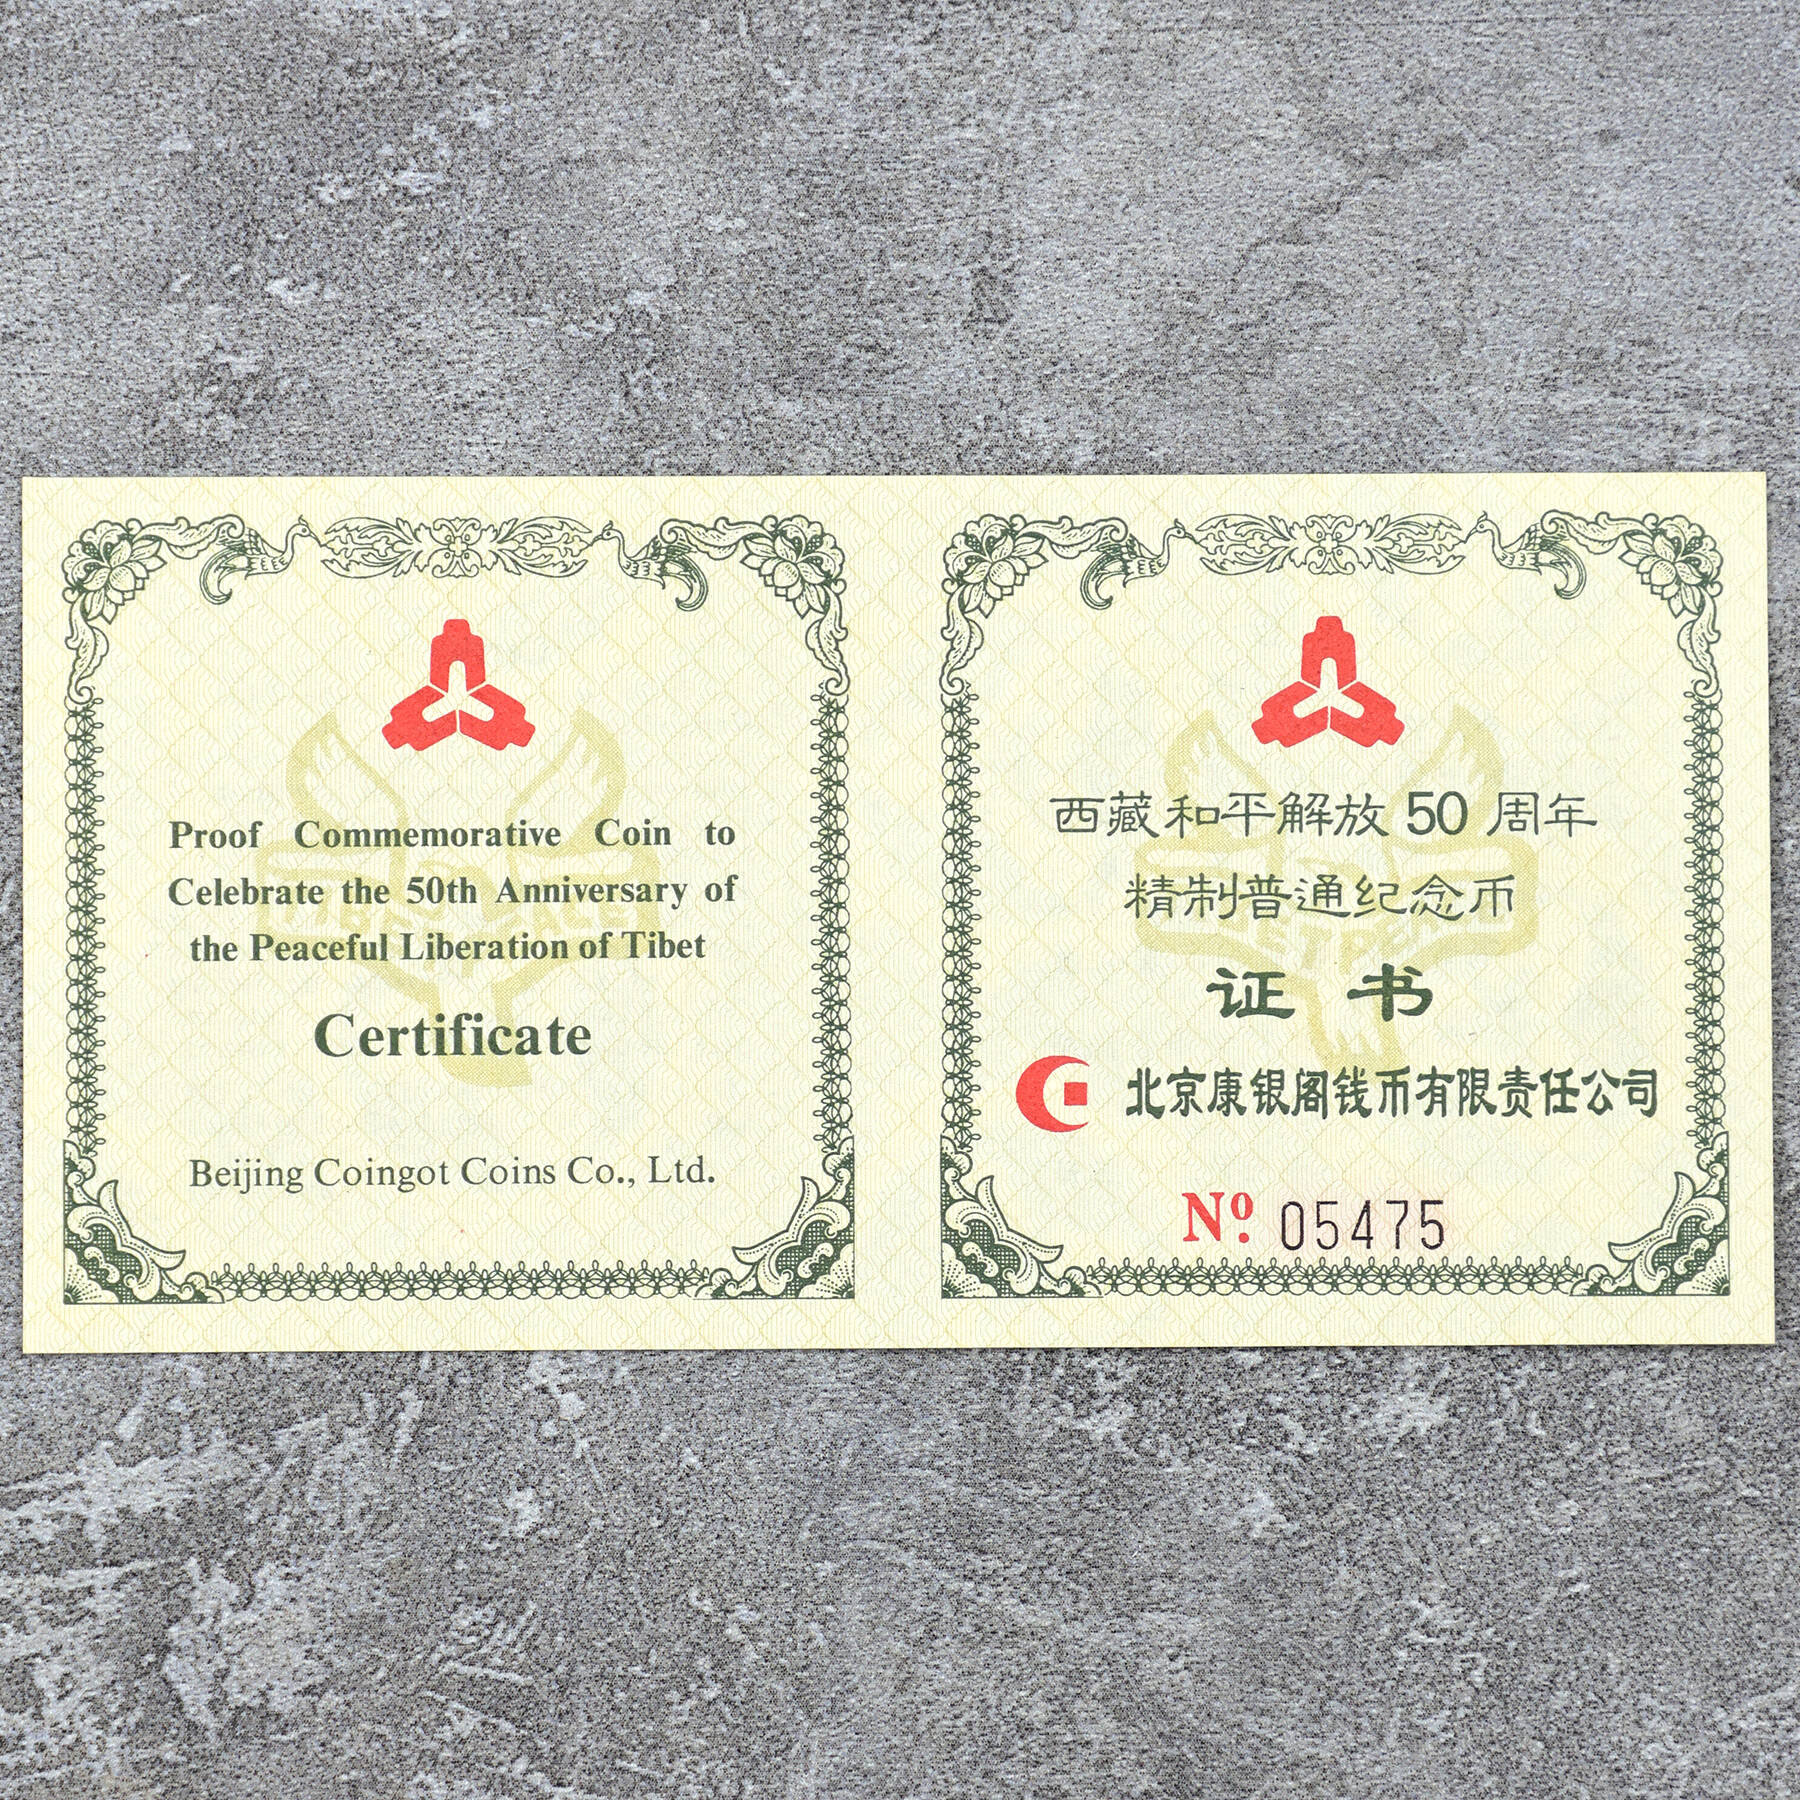 Proof Commemorative Coin to
Celebrate the 50th Anniversary of
the Peaceful Liberation of Tibet
Certificate
Beijing Coingot Coins Co., Ltd.
西藏和平解放 50 周年
精制普通纪念币
证书
北京康银阁钱币有限责任公司
Nº. 05475